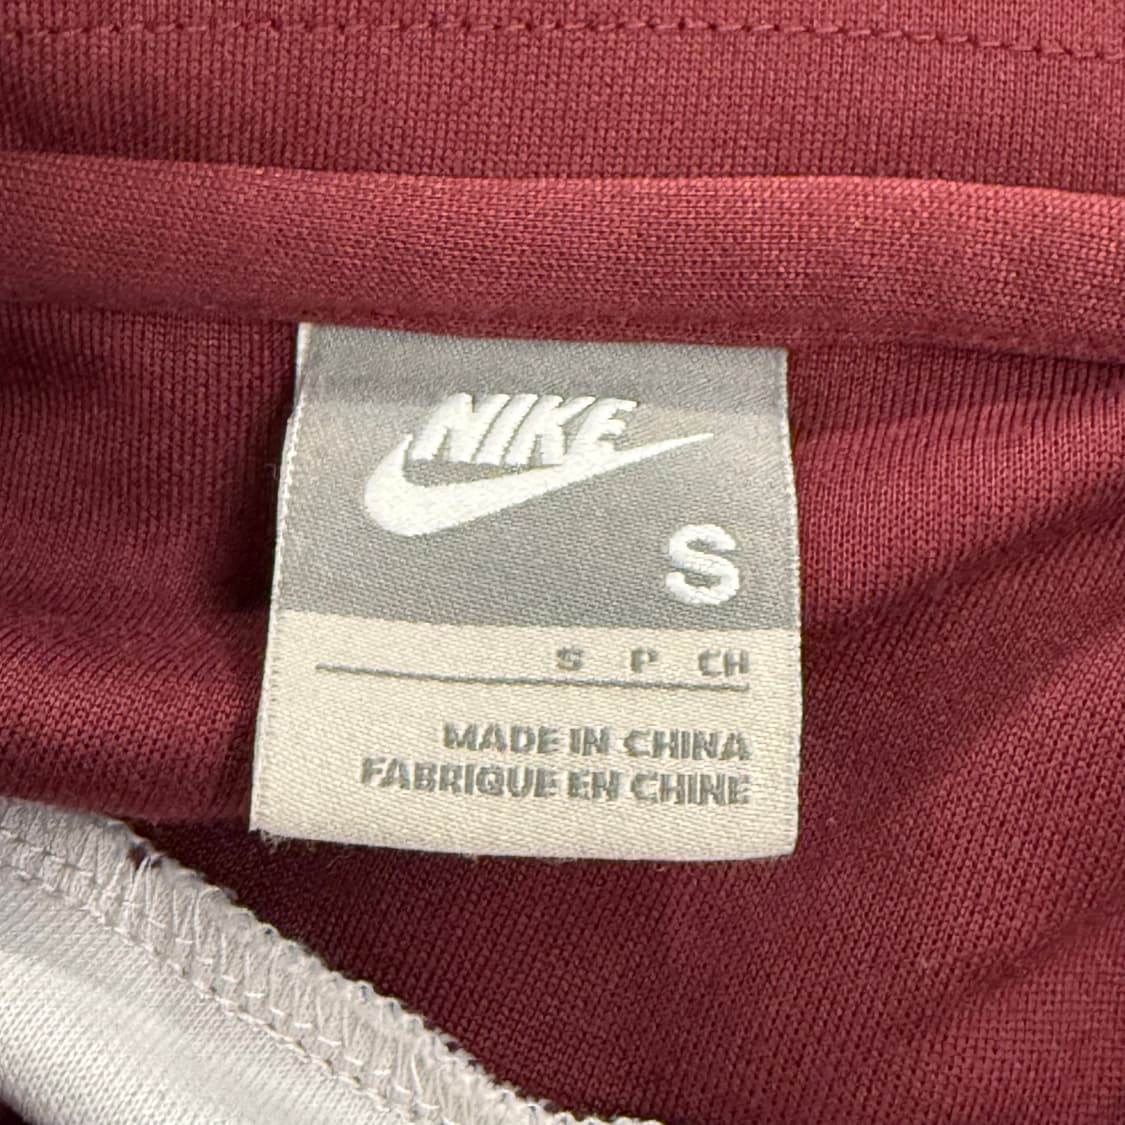 NIKE
S
S P CH
MADE IN CHINA
FABRIQUE EN CHINE